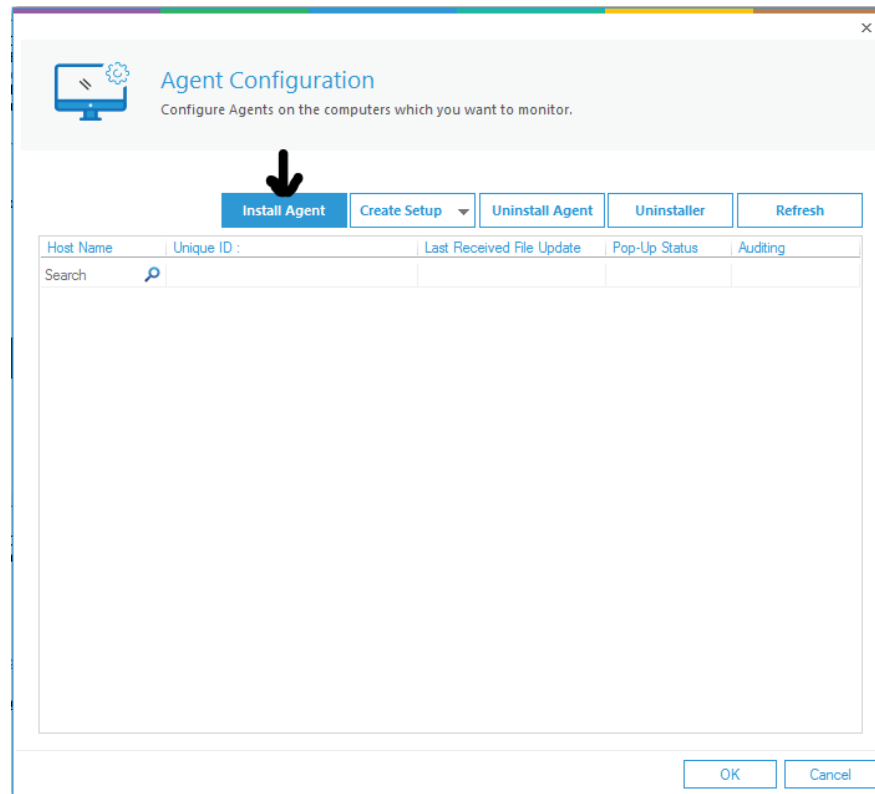 Agent Configuration
Configure Agents on the computers which you want to monitor.
Install Agent Create Setup Uninstall Agent Uninstaller Refresh
Host Name Unique ID : Last Received File Update Pop-Up Status Auditing
Search
OK Cancel